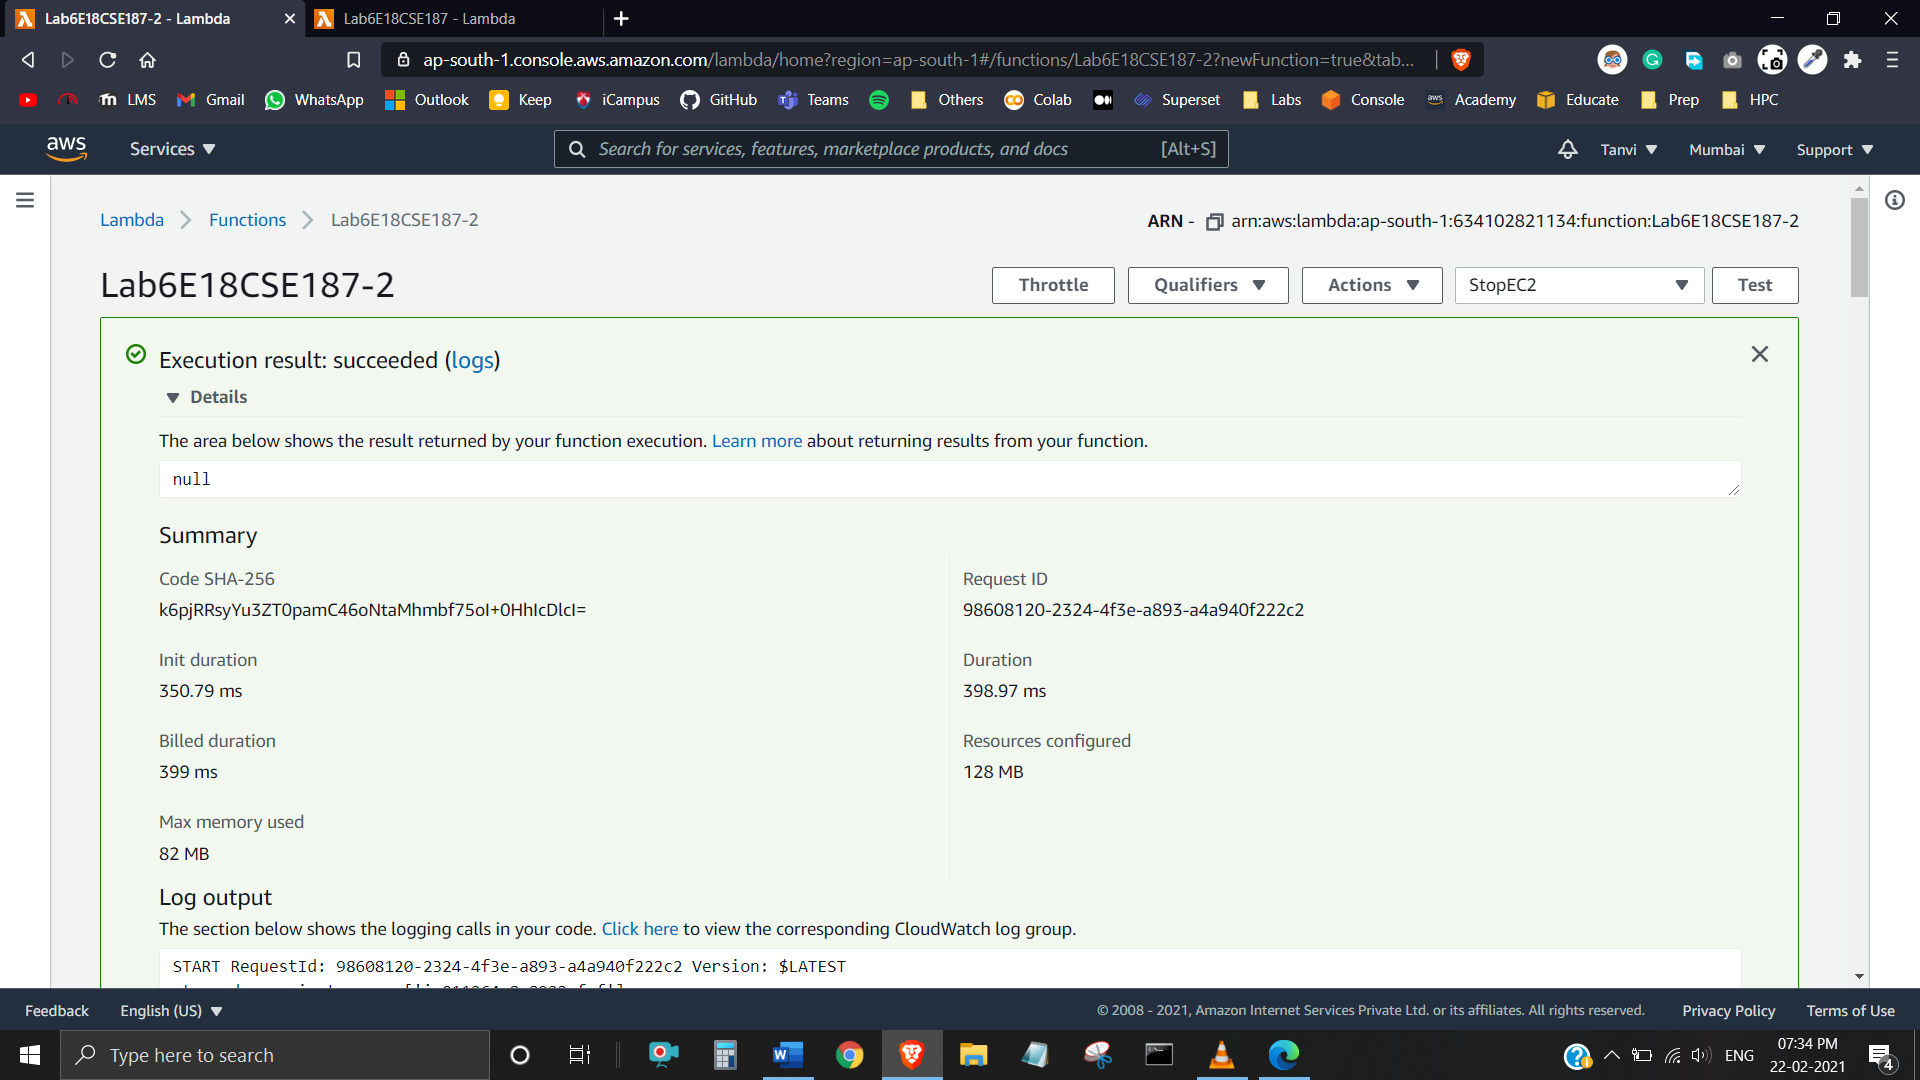 Lab6E18CSE187-2 - Lambda
Lab6E18CSE187 - Lambda
ap-south-1.console.aws.amazon.com/lambda/home?region=ap-south-1#/functions/Lab6E18CSE187-2?newFunction=true&tab...
LMS Gmail WhatsApp Outlook Keep iCampus GitHub Teams Others Colab Superset Labs Console aws Academy Educate Prep HPC
aws Services Search for services, features, marketplace products, and docs [Alt+S] Tanvi Mumbai Support
Lambda Functions Lab6E18CSE187-2
ARN - arn:aws:lambda:ap-south-1:634102821134:function:Lab6E18CSE187-2
Lab6E18CSE187-2
Throttle Qualifiers Actions StopEC2 Test
Execution result: succeeded (logs)
Details
The area below shows the result returned by your function execution. Learn more about returning results from your function.
null
Summary
Code SHA-256
k6pjRRsyYu3ZT0pamC46oNtaMhmbf75oI+0HhIcDlcI=
Request ID
98608120-2324-4f3e-a893-a4a940f222c2
Init duration
350.79 ms
Duration
398.97 ms
Billed duration
399 ms
Resources configured
128 MB
Max memory used
82 MB
Log output
The section below shows the logging calls in your code. Click here to view the corresponding CloudWatch log group.
START RequestId: 98608120-2324-4f3e-a893-a4a940f222c2 Version: $LATEST
Feedback English (US) © 2008 - 2021, Amazon Internet Services Private Ltd. or its affiliates. All rights reserved. Privacy Policy Terms of Use
Type here to search
ENG
07:34 PM
22-02-2021
4